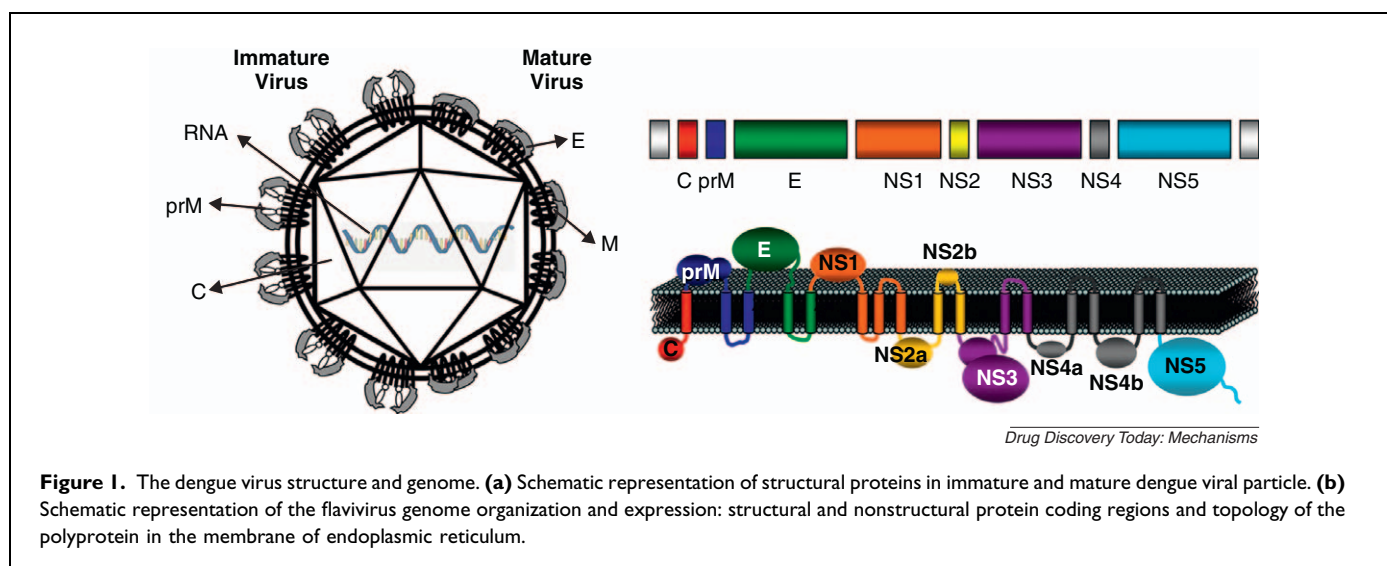 Immature
Virus
Mature
Virus
RNA
E
prM
M
C
C prM E NS1 NS2 NS3 NS4 NS5
prM E NS1 NS2b
C NS2a NS3 NS4a NS4b NS5
Drug Discovery Today: Mechanisms
Figure 1. The dengue virus structure and genome. (a) Schematic representation of structural proteins in immature and mature dengue viral particle. (b)
Schematic representation of the flavivirus genome organization and expression: structural and nonstructural protein coding regions and topology of the
polyprotein in the membrane of endoplasmic reticulum.